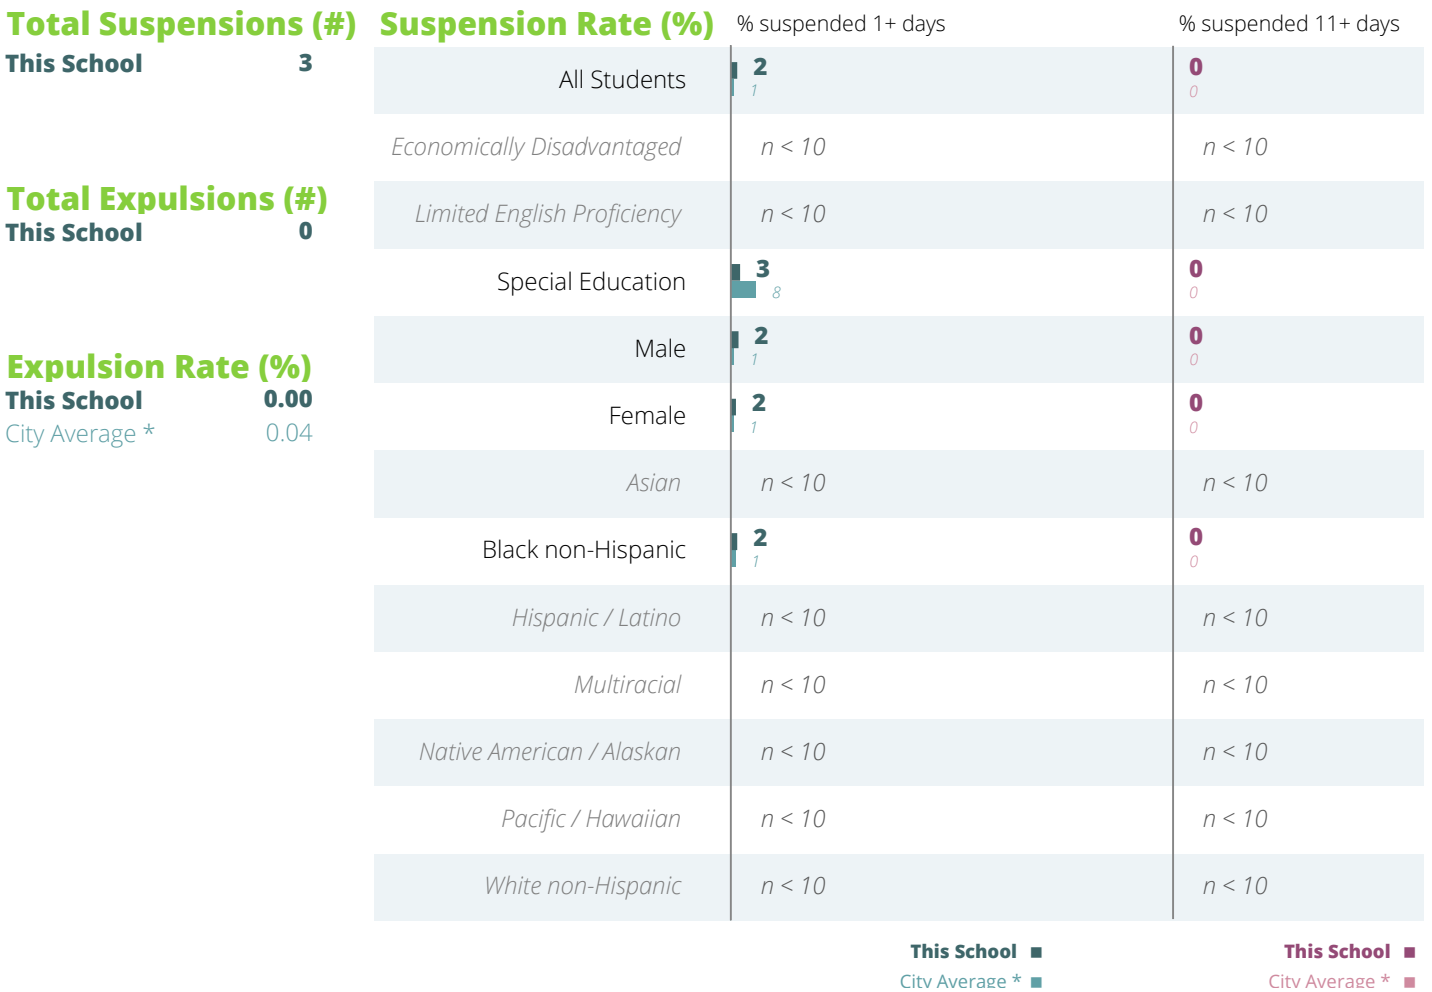 Total Suspensions (#)
This School 3
Total Expulsions (#)
This School 0
Expulsion Rate (%)
This School 0.00
City Average * 0.04
Suspension Rate (%) % suspended 1+ days % suspended 11+ days
All Students 2 0
1 0
Economically Disadvantaged n < 10 n < 10
Limited English Proficiency n < 10 n < 10
Special Education 3 0
8 0
Male 2 0
1 0
Female 2 0
1 0
Asian n < 10 n < 10
Black non-Hispanic 2 0
1 0
Hispanic / Latino n < 10 n < 10
Multiracial n < 10 n < 10
Native American / Alaskan n < 10 n < 10
Pacific / Hawaiian n < 10 n < 10
White non-Hispanic n < 10 n < 10
This School This School
City Average * City Average *